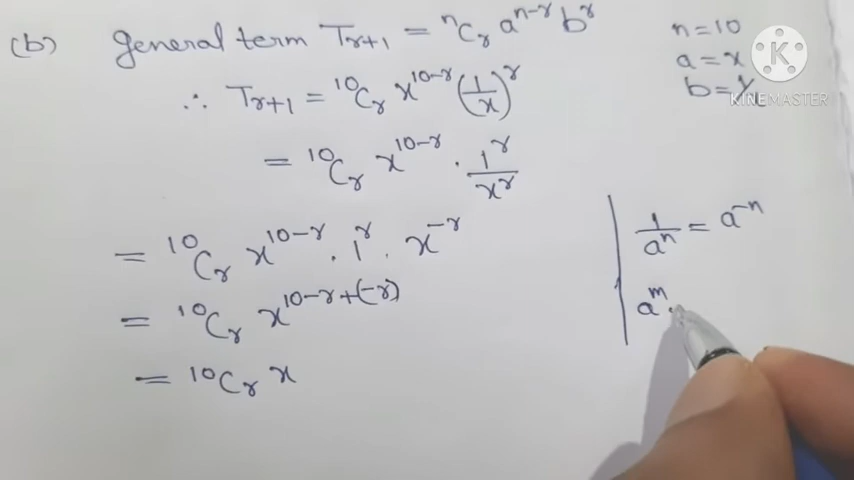 (b) general term Tᵣ₊₁ = ⁿCᵣ aⁿ⁻ʳ bʳ
n = 10
a = x
∴ Tᵣ₊₁ = ¹⁰Cᵣ x¹⁰⁻ʳ (1/x)ʳ
KINEMASTER
= ¹⁰Cᵣ x¹⁰⁻ʳ · 1ʳ/xʳ
= ¹⁰Cᵣ x¹⁰⁻ʳ · 1ʳ · x⁻ʳ
1/aⁿ = a⁻ⁿ
= ¹⁰Cᵣ x¹⁰⁻ʳ⁺⁽⁻ʳ⁾
aᵐ·
= ¹⁰Cᵣ x